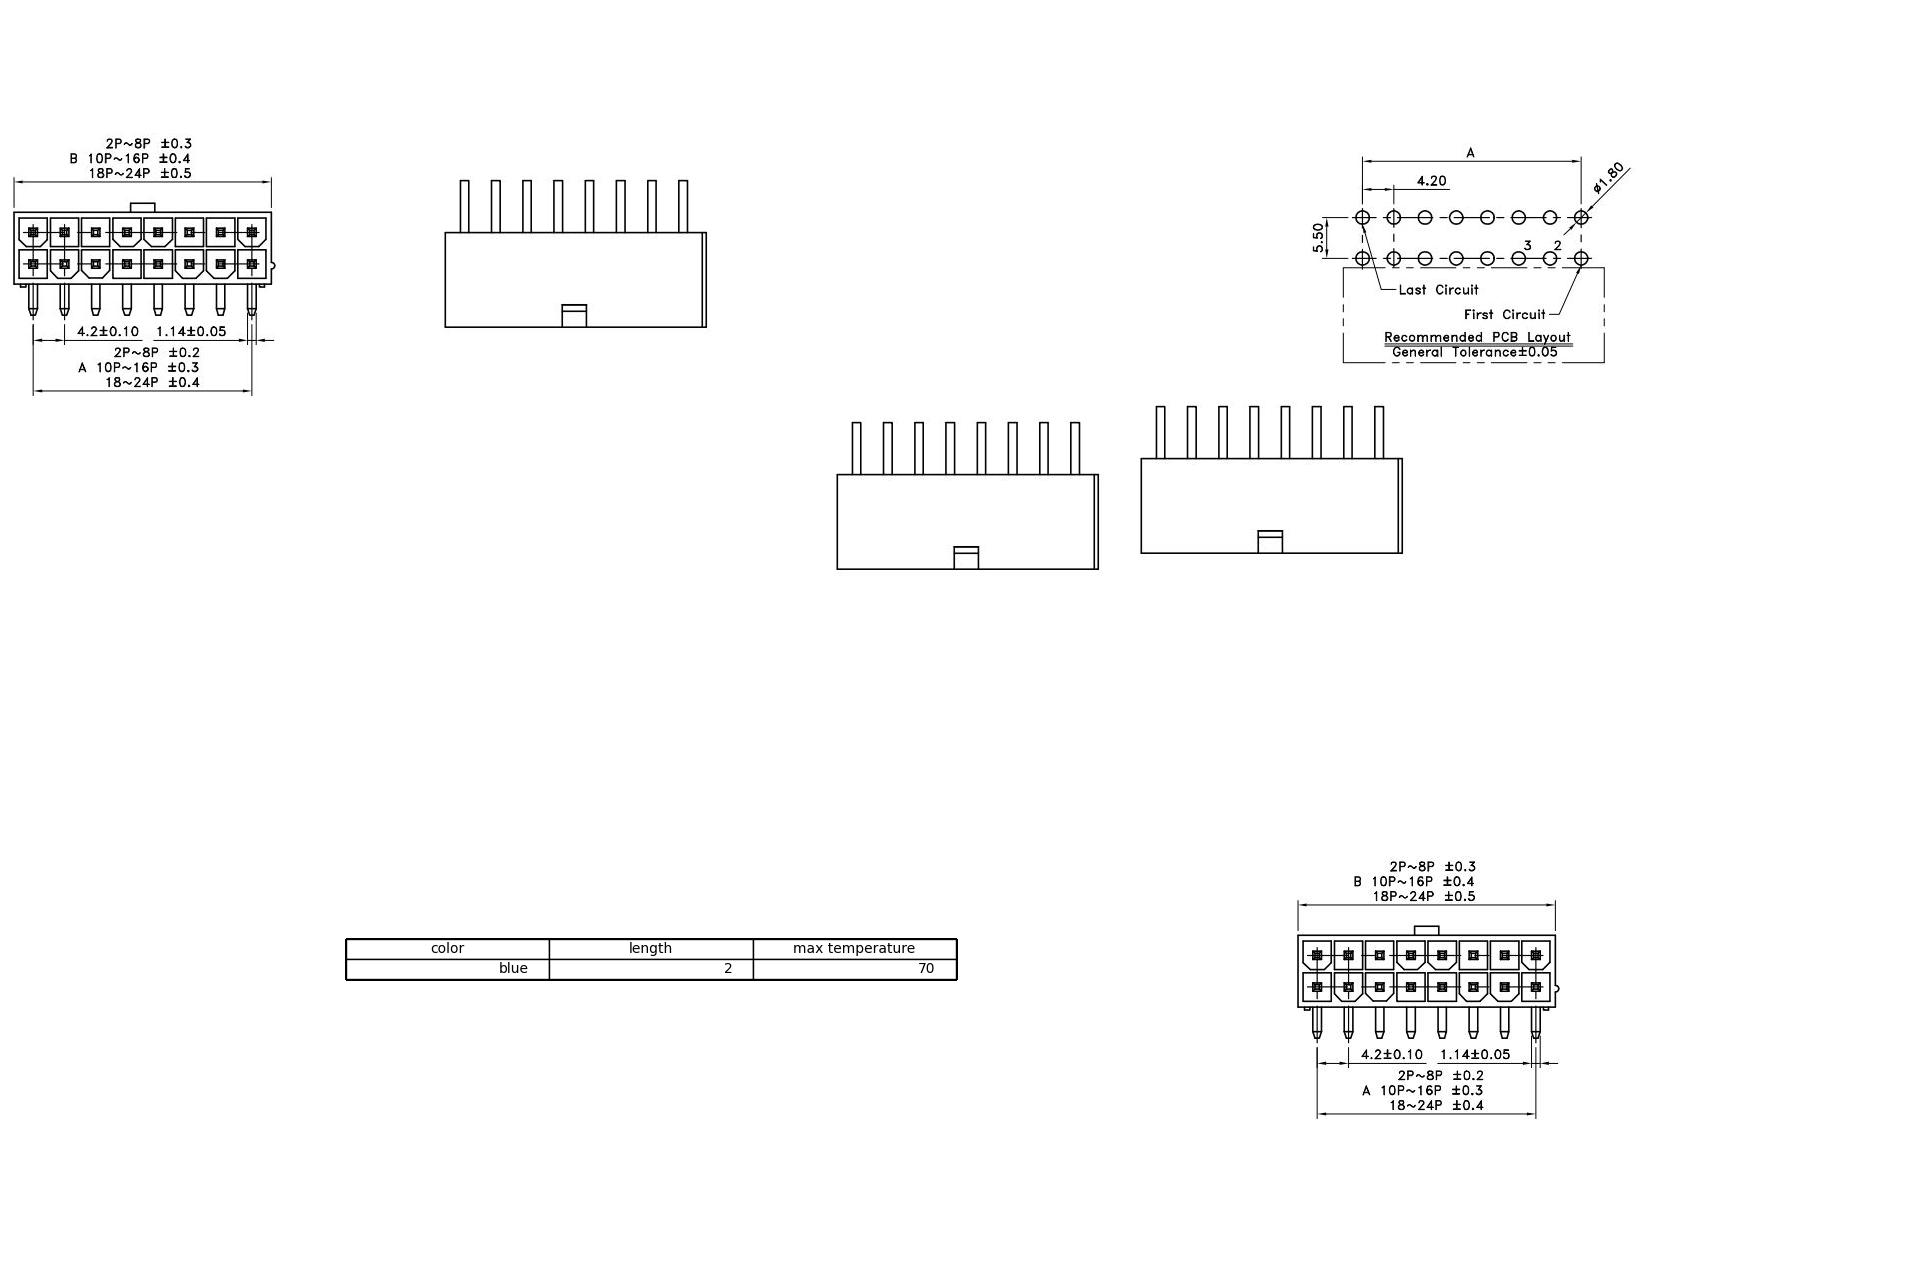 2P~8P ±0.3
B 10P~16P ±0.4
18P~24P ±0.5
4.2±0.10 1.14±0.05
2P~8P ±0.2
A 10P~16P ±0.3
18~24P ±0.4
A
4.20
ø1.80
5.50
3 2
Last Circuit
First Circuit
Recommended PCB Layout
General Tolerance±0.05
color length max temperature
blue 2 70
2P~8P ±0.3
B 10P~16P ±0.4
18P~24P ±0.5
4.2±0.10 1.14±0.05
2P~8P ±0.2
A 10P~16P ±0.3
18~24P ±0.4